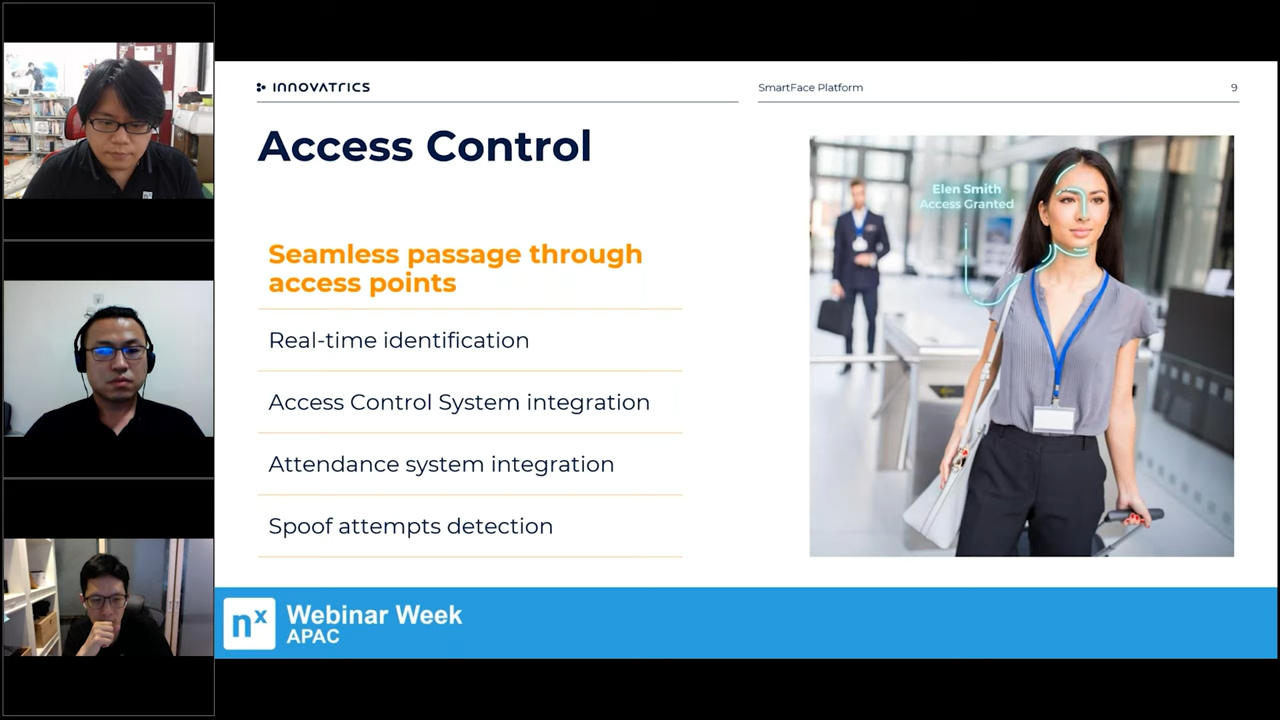 INNOVATRICS
SmartFace Platform
9
Access Control
Seamless passage through
access points
Real-time identification
Access Control System integration
Attendance system integration
Spoof attempts detection
Elen Smith
Access Granted
nx
Webinar Week
APAC